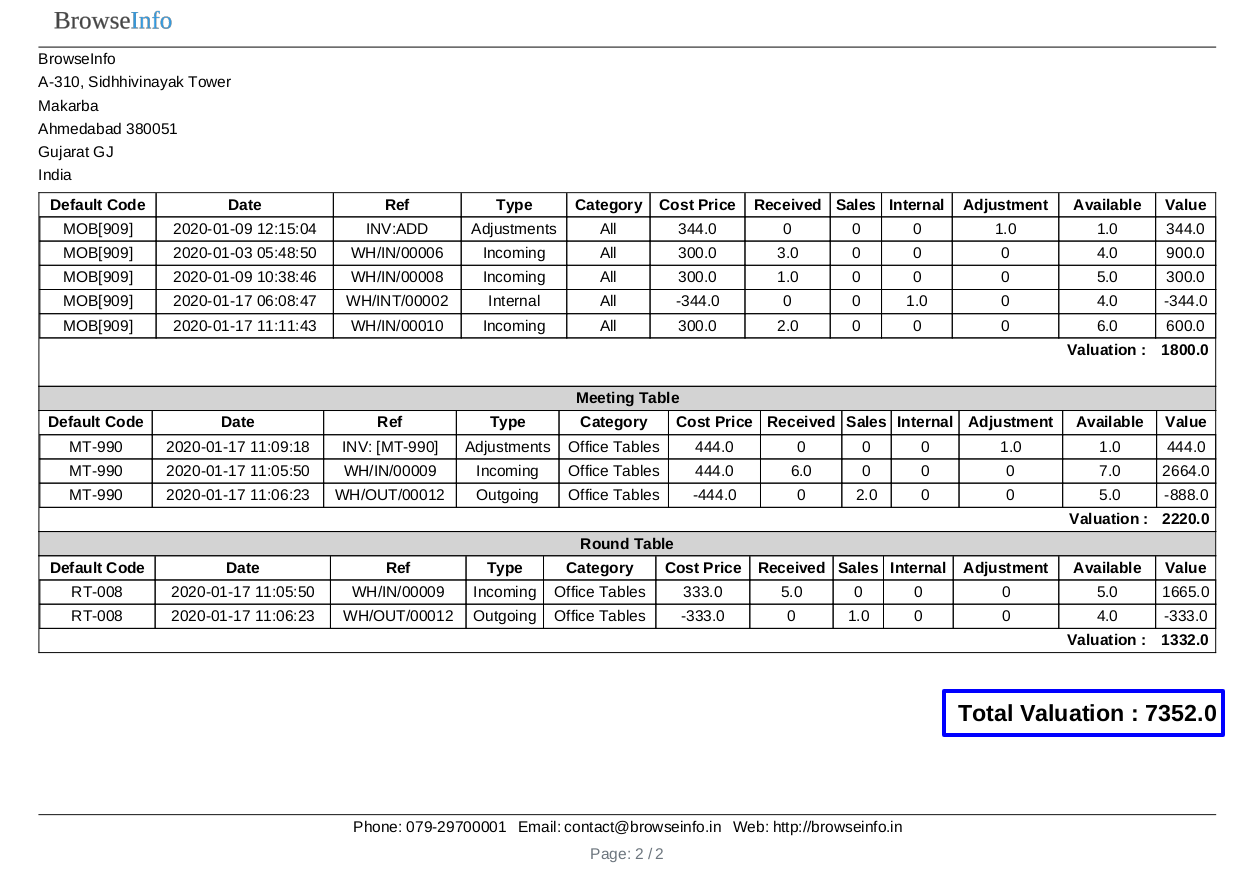 BrowseInfo
BrowseInfo
A-310, Sidhhivinayak Tower
Makarba
Ahmedabad 380051
Gujarat GJ
India
Default Code Date Ref Type Category Cost Price Received Sales Internal Adjustment Available Value
MOB[909] 2020-01-09 12:15:04 INV:ADD Adjustments All 344.0 0 0 0 1.0 1.0 344.0
MOB[909] 2020-01-03 05:48:50 WH/IN/00006 Incoming All 300.0 3.0 0 0 0 4.0 900.0
MOB[909] 2020-01-09 10:38:46 WH/IN/00008 Incoming All 300.0 1.0 0 0 0 5.0 300.0
MOB[909] 2020-01-17 06:08:47 WH/INT/00002 Internal All -344.0 0 0 1.0 0 4.0 -344.0
MOB[909] 2020-01-17 11:11:43 WH/IN/00010 Incoming All 300.0 2.0 0 0 0 6.0 600.0
Valuation : 1800.0
Meeting Table
Default Code Date Ref Type Category Cost Price Received Sales Internal Adjustment Available Value
MT-990 2020-01-17 11:09:18 INV: [MT-990] Adjustments Office Tables 444.0 0 0 0 1.0 1.0 444.0
MT-990 2020-01-17 11:05:50 WH/IN/00009 Incoming Office Tables 444.0 6.0 0 0 0 7.0 2664.0
MT-990 2020-01-17 11:06:23 WH/OUT/00012 Outgoing Office Tables -444.0 0 2.0 0 0 5.0 -888.0
Valuation : 2220.0
Round Table
Default Code Date Ref Type Category Cost Price Received Sales Internal Adjustment Available Value
RT-008 2020-01-17 11:05:50 WH/IN/00009 Incoming Office Tables 333.0 5.0 0 0 0 5.0 1665.0
RT-008 2020-01-17 11:06:23 WH/OUT/00012 Outgoing Office Tables -333.0 0 1.0 0 0 4.0 -333.0
Valuation : 1332.0
Total Valuation : 7352.0
Phone: 079-29700001 Email: contact@browseinfo.in Web: http://browseinfo.in
Page: 2 / 2